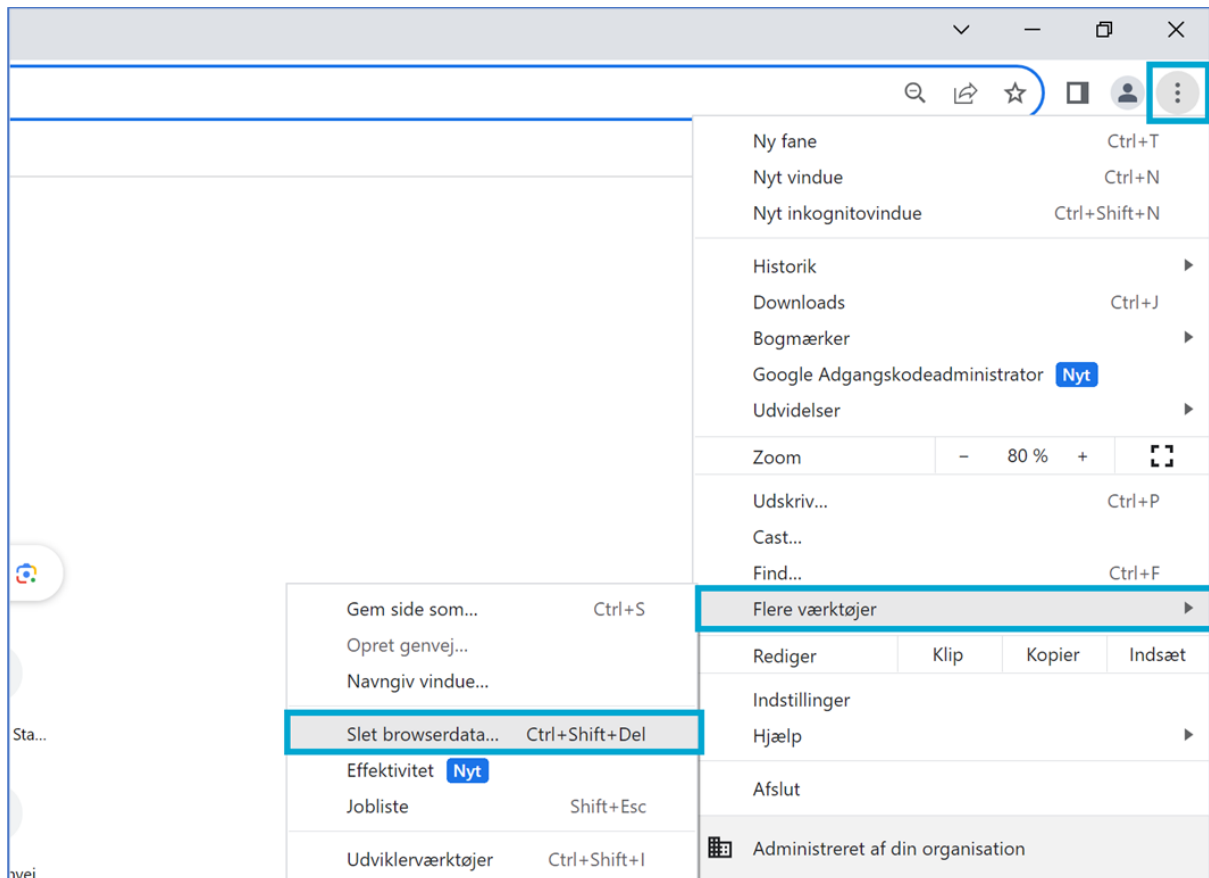 Ny fane Ctrl+T
Nyt vindue Ctrl+N
Nyt inkognitovindue Ctrl+Shift+N
Historik
Downloads Ctrl+J
Bogmærker
Google Adgangskodeadministrator Nyt
Udvidelser
Zoom − 80 % +
Udskriv... Ctrl+P
Cast...
Find... Ctrl+F
Flere værktøjer
Rediger Klip Kopier Indsæt
Indstillinger
Hjælp
Afslut
Administreret af din organisation
Gem side som... Ctrl+S
Opret genvej...
Navngiv vindue...
Slet browserdata... Ctrl+Shift+Del
Effektivitet Nyt
Jobliste Shift+Esc
Udviklerværktøjer Ctrl+Shift+I
Sta...